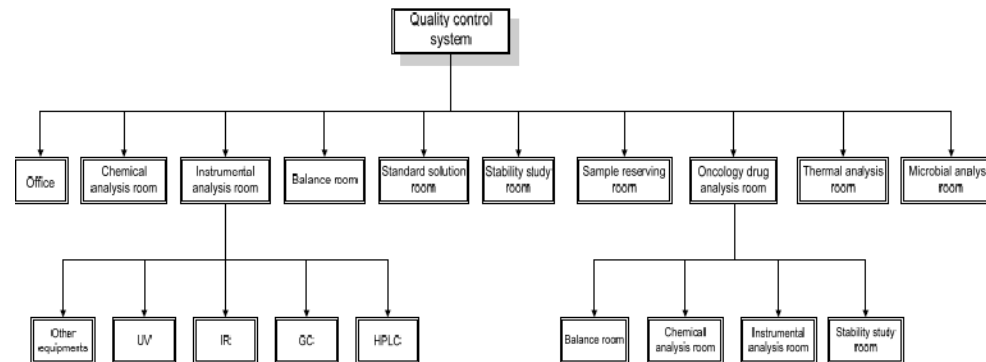 Quality control
system
Office
Chemical
analysis room
Instrumental
analysis room
Balance room
Standard solution
room
Stability study
room
Sample reserving
room
Oncology drug
analysis room
Thermal analysis
room
Microbial analys
room
Other
equipments
UV
IR
GC
HPLC
Balance room
Chemical
analysis room
Instrumental
analysis room
Stability study
room